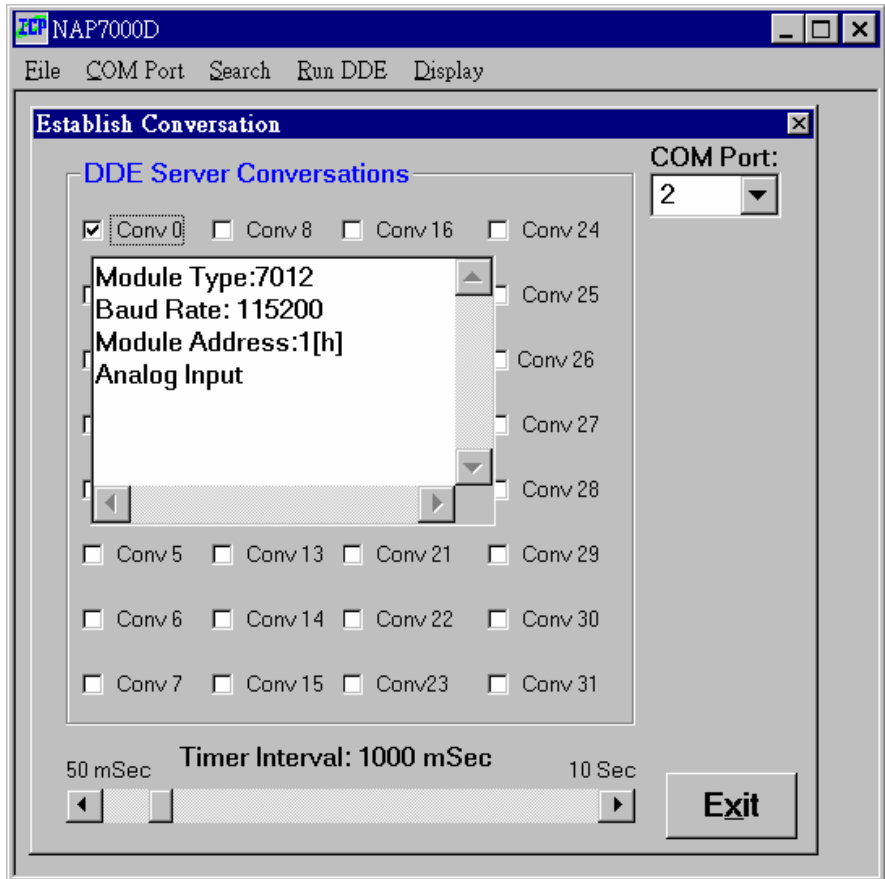 ICP NAP7000D
File COM Port Search Run DDE Display
Establish Conversation
DDE Server Conversations
COM Port:
2
Conv 0 Conv 8 Conv 16 Conv 24
Module Type:7012
Baud Rate: 115200
Module Address:1[h]
Analog Input
Conv 25
Conv 26
Conv 27
Conv 28
Conv 5 Conv 13 Conv 21 Conv 29
Conv 6 Conv 14 Conv 22 Conv 30
Conv 7 Conv 15 Conv23 Conv 31
50 mSec Timer Interval: 1000 mSec 10 Sec
Exit